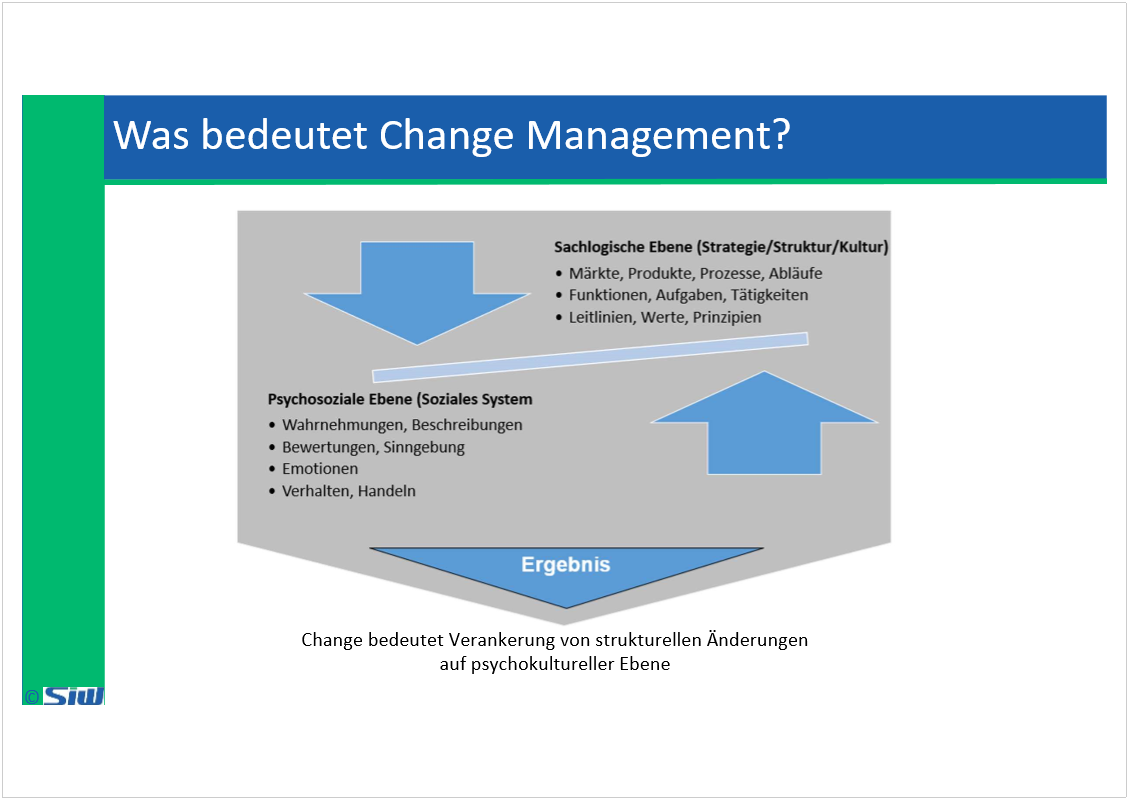 Was bedeutet Change Management?
Sachlogische Ebene (Strategie/Struktur/Kultur)
• Märkte, Produkte, Prozesse, Abläufe
• Funktionen, Aufgaben, Tätigkeiten
• Leitlinien, Werte, Prinzipien
Psychosoziale Ebene (Soziales System
• Wahrnehmungen, Beschreibungen
• Bewertungen, Sinngebung
• Emotionen
• Verhalten, Handeln
Ergebnis
Change bedeutet Verankerung von strukturellen Änderungen
auf psychokultureller Ebene
© SiW